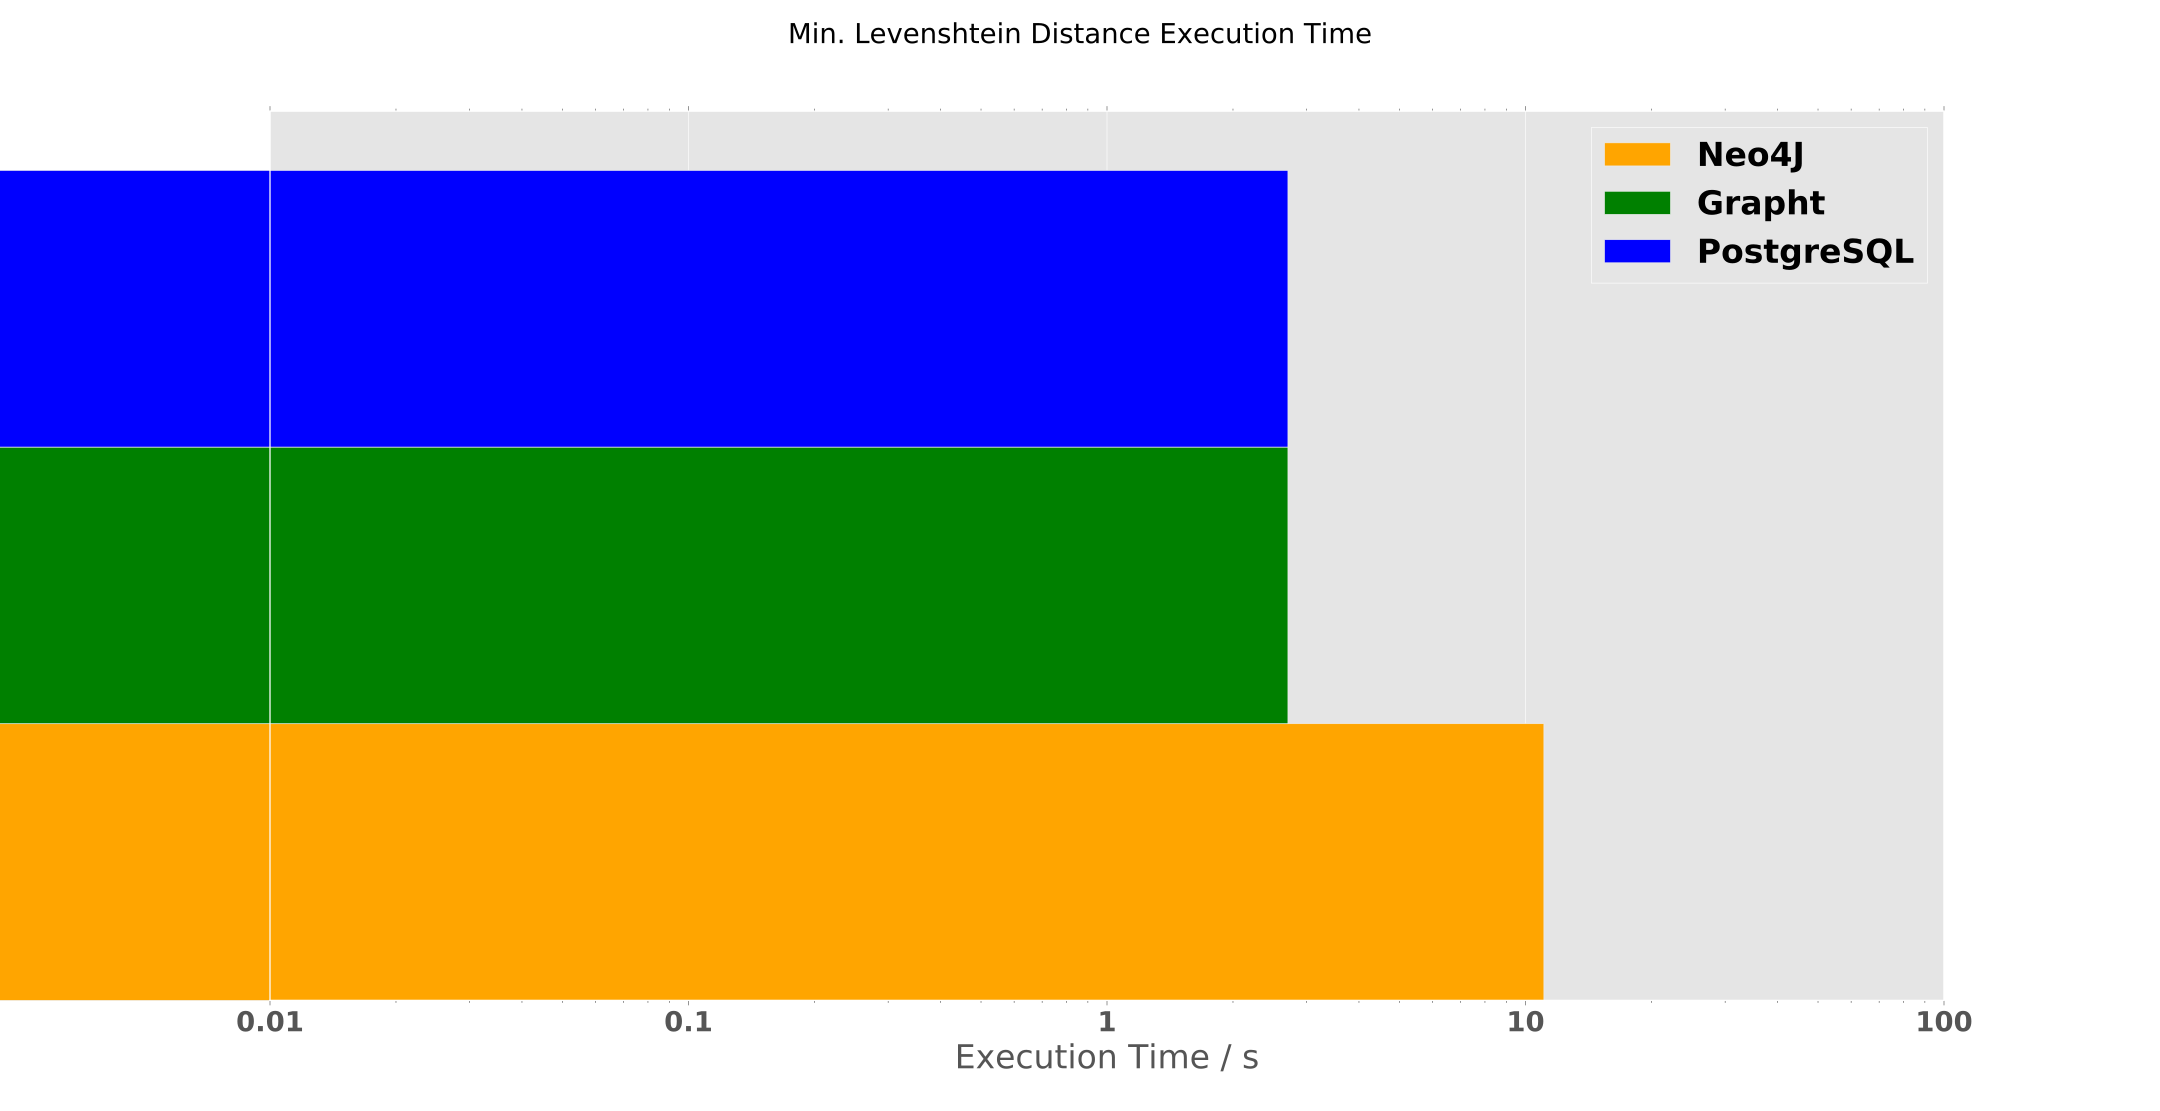 Min. Levenshtein Distance Execution Time
Neo4J
Grapht
PostgreSQL
0.01 0.1 1 10 100
Execution Time / s